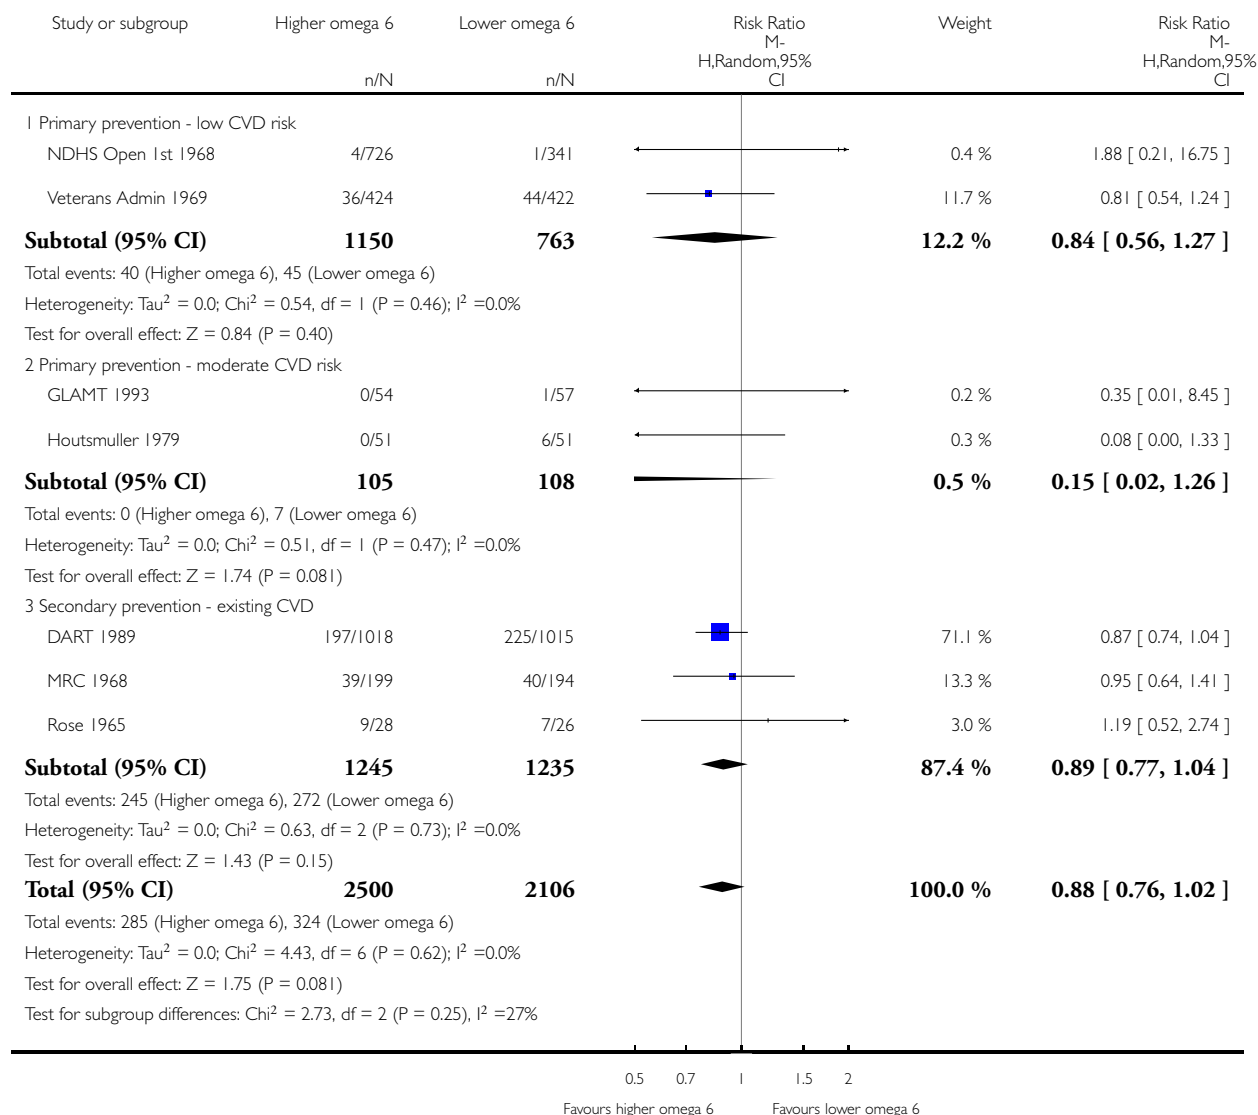 Study or subgroup Higher omega 6 Lower omega 6 Risk Ratio Weight Risk Ratio
M- M-
H,Random,95% H,Random,95%
n/N n/N CI CI
1 Primary prevention - low CVD risk
NDHS Open 1st 1968 4/726 1/341 0.4 % 1.88 [ 0.21, 16.75 ]
Veterans Admin 1969 36/424 44/422 11.7 % 0.81 [ 0.54, 1.24 ]
Subtotal (95% CI) 1150 763 12.2 % 0.84 [ 0.56, 1.27 ]
Total events: 40 (Higher omega 6), 45 (Lower omega 6)
Heterogeneity: Tau² = 0.0; Chi² = 0.54, df = 1 (P = 0.46); I² =0.0%
Test for overall effect: Z = 0.84 (P = 0.40)
2 Primary prevention - moderate CVD risk
GLAMT 1993 0/54 1/57 0.2 % 0.35 [ 0.01, 8.45 ]
Houtsmuller 1979 0/51 6/51 0.3 % 0.08 [ 0.00, 1.33 ]
Subtotal (95% CI) 105 108 0.5 % 0.15 [ 0.02, 1.26 ]
Total events: 0 (Higher omega 6), 7 (Lower omega 6)
Heterogeneity: Tau² = 0.0; Chi² = 0.51, df = 1 (P = 0.47); I² =0.0%
Test for overall effect: Z = 1.74 (P = 0.081)
3 Secondary prevention - existing CVD
DART 1989 197/1018 225/1015 71.1 % 0.87 [ 0.74, 1.04 ]
MRC 1968 39/199 40/194 13.3 % 0.95 [ 0.64, 1.41 ]
Rose 1965 9/28 7/26 3.0 % 1.19 [ 0.52, 2.74 ]
Subtotal (95% CI) 1245 1235 87.4 % 0.89 [ 0.77, 1.04 ]
Total events: 245 (Higher omega 6), 272 (Lower omega 6)
Heterogeneity: Tau² = 0.0; Chi² = 0.63, df = 2 (P = 0.73); I² =0.0%
Test for overall effect: Z = 1.43 (P = 0.15)
Total (95% CI) 2500 2106 100.0 % 0.88 [ 0.76, 1.02 ]
Total events: 285 (Higher omega 6), 324 (Lower omega 6)
Heterogeneity: Tau² = 0.0; Chi² = 4.43, df = 6 (P = 0.62); I² =0.0%
Test for overall effect: Z = 1.75 (P = 0.081)
Test for subgroup differences: Chi² = 2.73, df = 2 (P = 0.25), I² =27%
0.5 0.7 1 1.5 2
Favours higher omega 6 Favours lower omega 6